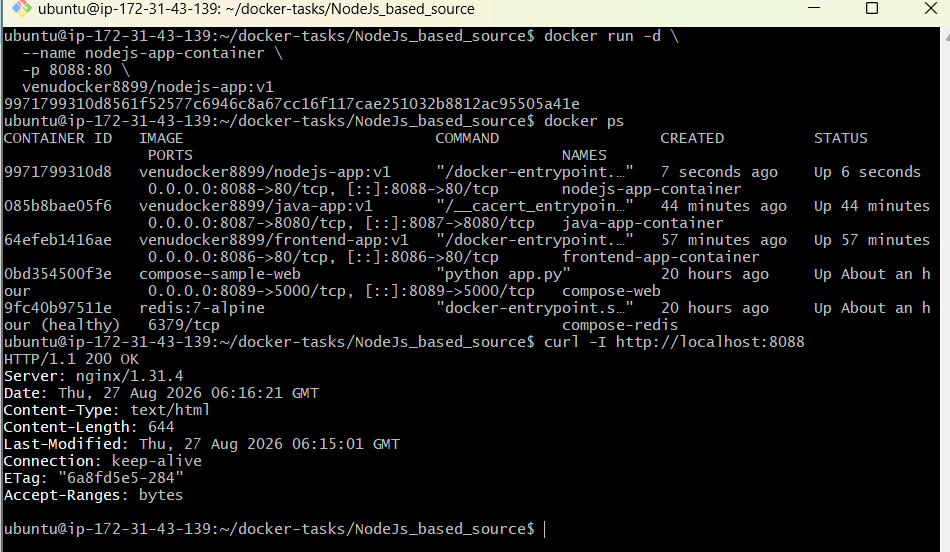 ubuntu@ip-172-31-43-139: ~/docker-tasks/NodeJs_based_source
ubuntu@ip-172-31-43-139:~/docker-tasks/NodeJs_based_source$ docker run -d \
  --name nodejs-app-container \
  -p 8088:80 \
  venudocker8899/nodejs-app:v1
9971799310d8561f52577c6946c8a67cc16f117cae251032b8812ac95505a41e
ubuntu@ip-172-31-43-139:~/docker-tasks/NodeJs_based_source$ docker ps
CONTAINER ID   IMAGE                          COMMAND                  CREATED          STATUS
                PORTS                                         NAMES
9971799310d8   venudocker8899/nodejs-app:v1     "/docker-entrypoint.…"   7 seconds ago    Up 6 seconds
                0.0.0.0:8088->80/tcp, [::]:8088->80/tcp       nodejs-app-container
085b8bae05f6   venudocker8899/java-app:v1       "/__cacert_entrypoin…"   44 minutes ago   Up 44 minutes
                0.0.0.0:8087->8080/tcp, [::]:8087->8080/tcp   java-app-container
64efeb1416ae   venudocker8899/frontend-app:v1   "/docker-entrypoint.…"   57 minutes ago   Up 57 minutes
                0.0.0.0:8086->80/tcp, [::]:8086->80/tcp       frontend-app-container
0bd354500f3e   compose-sample-web               "python app.py"          20 hours ago     Up About an h
our             0.0.0.0:8089->5000/tcp, [::]:8089->5000/tcp   compose-web
9fc40b97511e   redis:7-alpine                   "docker-entrypoint.s…"   20 hours ago     Up About an h
our (healthy)   6379/tcp                                      compose-redis
ubuntu@ip-172-31-43-139:~/docker-tasks/NodeJs_based_source$ curl -I http://localhost:8088
HTTP/1.1 200 OK
Server: nginx/1.31.4
Date: Thu, 27 Aug 2026 06:16:21 GMT
Content-Type: text/html
Content-Length: 644
Last-Modified: Thu, 27 Aug 2026 06:15:01 GMT
Connection: keep-alive
ETag: "6a8fd5e5-284"
Accept-Ranges: bytes
ubuntu@ip-172-31-43-139:~/docker-tasks/NodeJs_based_source$